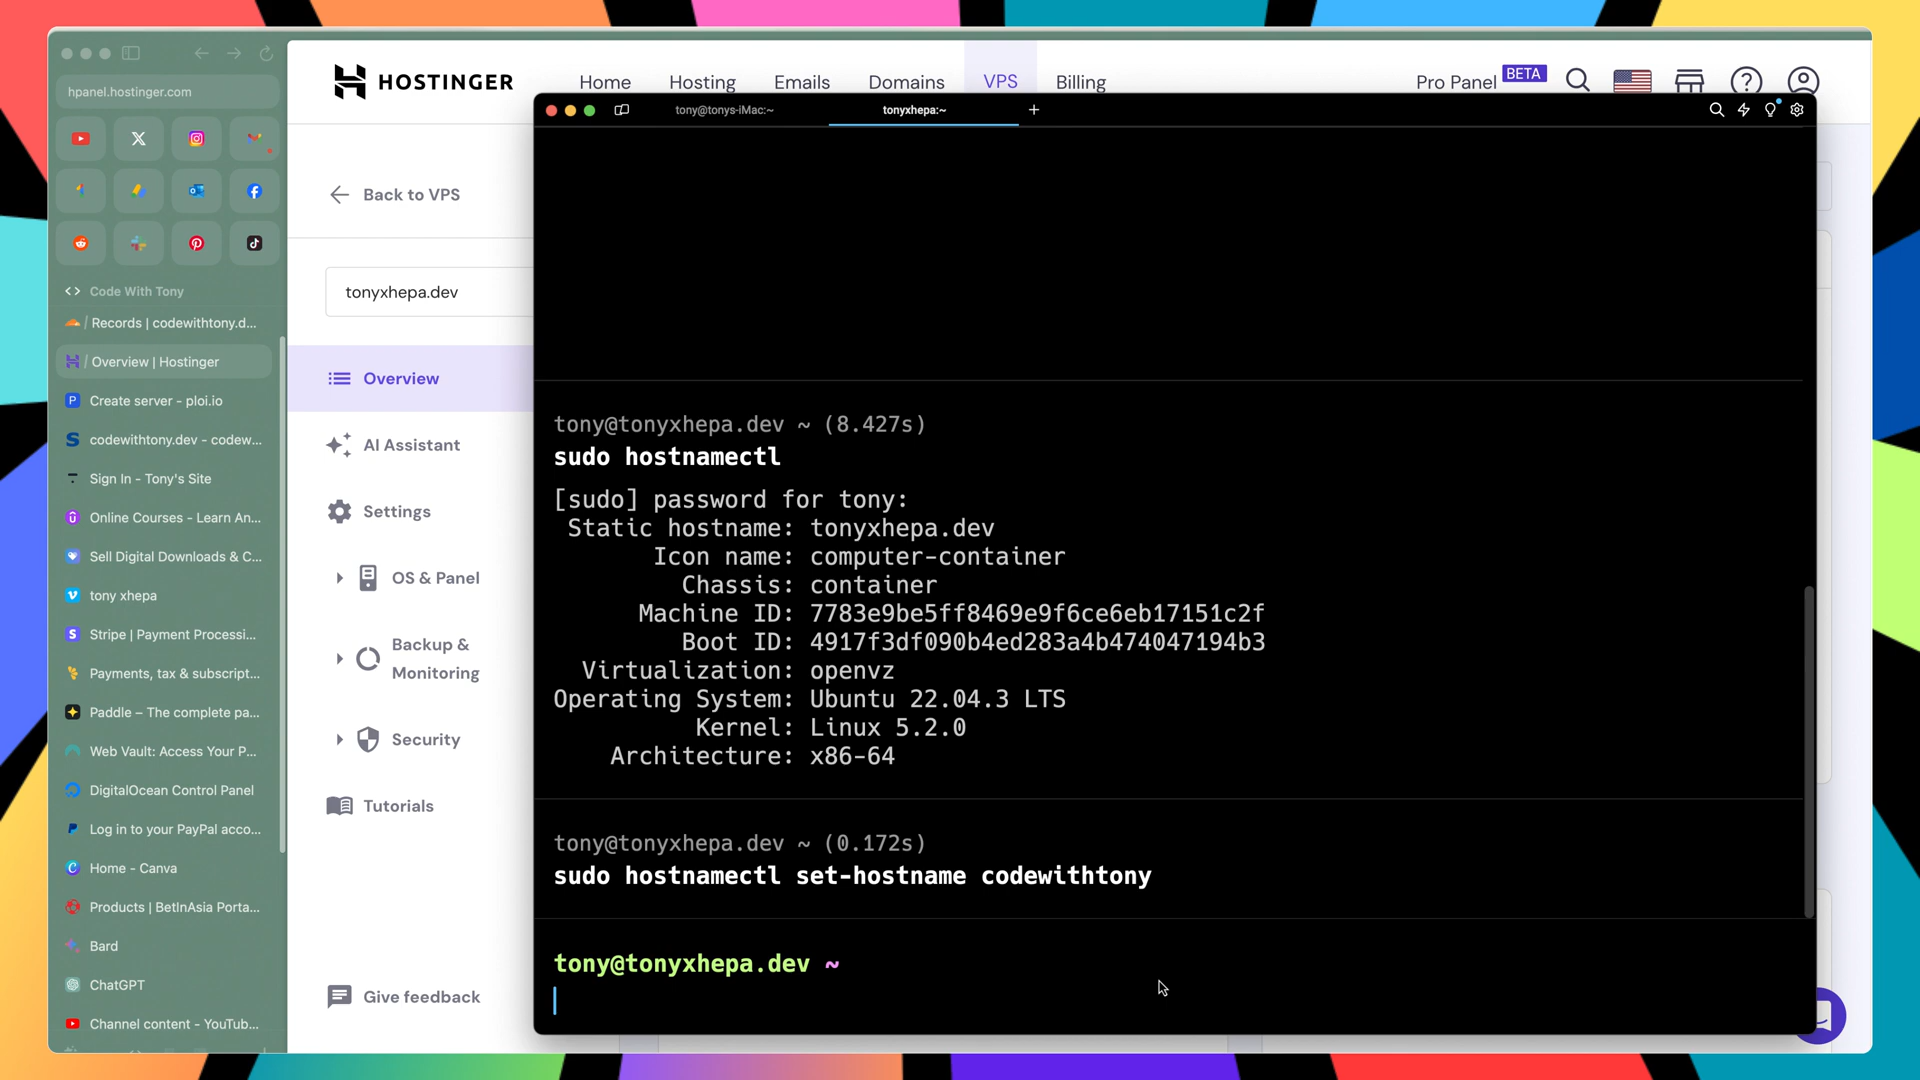 hpanel.hostinger.com
Code With Tony
/ Records | codewithtony.d...
/ Overview | Hostinger
Create server - ploi.io
codewithtony.dev - codew...
Sign In - Tony's Site
Online Courses - Learn An...
Sell Digital Downloads & C...
tony xhepa
Stripe | Payment Processi...
Payments, tax & subscript...
Paddle – The complete pa...
Web Vault: Access Your P...
DigitalOcean Control Panel
Log in to your PayPal acco...
Home - Canva
Products | BetInAsia Porta...
Bard
ChatGPT
Channel content - YouTub...
HOSTINGER
Home
Hosting
Emails
Domains
VPS
Billing
Pro Panel
BETA
Back to VPS
tonyxhepa.dev
Overview
AI Assistant
Settings
OS & Panel
Backup &
Monitoring
Security
Tutorials
Give feedback
tony@tonys-iMac:~
tonyxhepa:~
tony@tonyxhepa.dev ~ (8.427s)
sudo hostnamectl
[sudo] password for tony:
Static hostname: tonyxhepa.dev
Icon name: computer-container
Chassis: container
Machine ID: 7783e9be5ff8469e9f6ce6eb17151c2f
Boot ID: 4917f3df090b4ed283a4b474047194b3
Virtualization: openvz
Operating System: Ubuntu 22.04.3 LTS
Kernel: Linux 5.2.0
Architecture: x86-64
tony@tonyxhepa.dev ~ (0.172s)
sudo hostnamectl set-hostname codewithtony
tony@tonyxhepa.dev ~